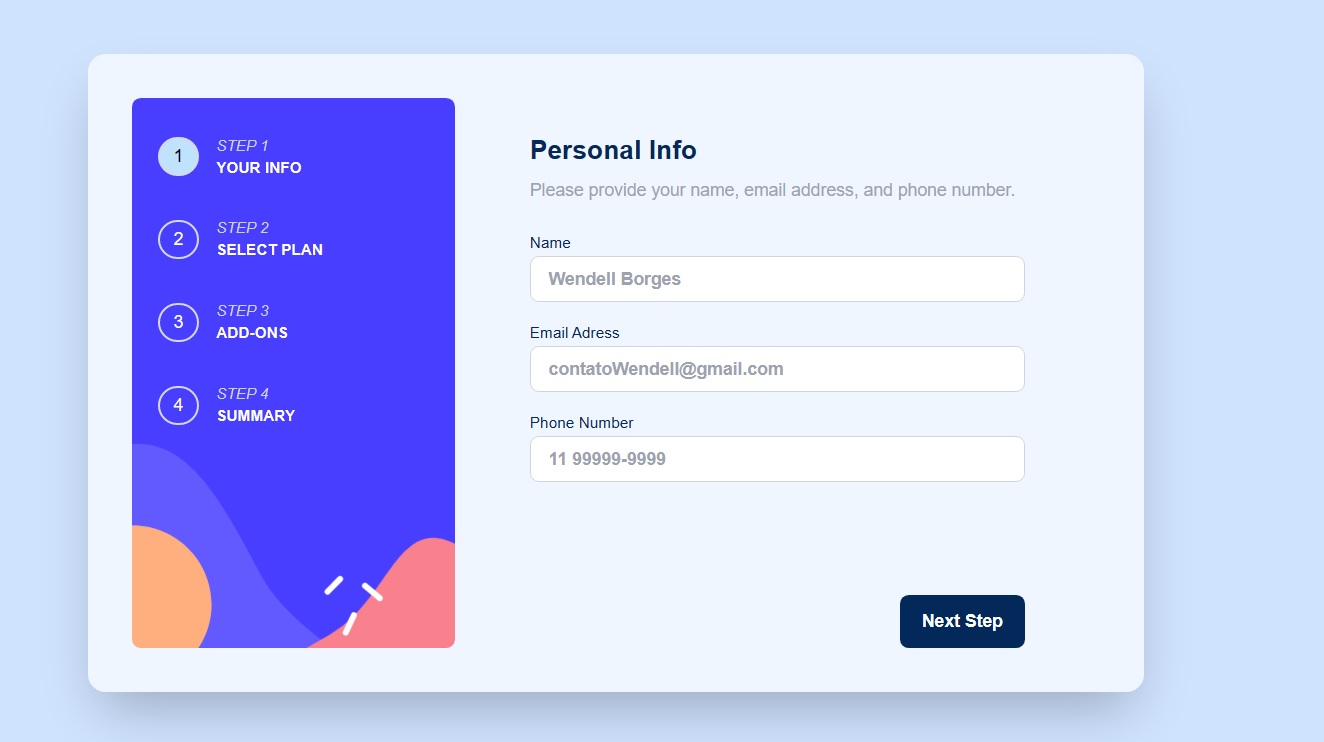 1
STEP 1
YOUR INFO
2
STEP 2
SELECT PLAN
3
STEP 3
ADD-ONS
4
STEP 4
SUMMARY
Personal Info
Please provide your name, email address, and phone number.
Name
Wendell Borges
Email Adress
contatoWendell@gmail.com
Phone Number
11 99999-9999
Next Step